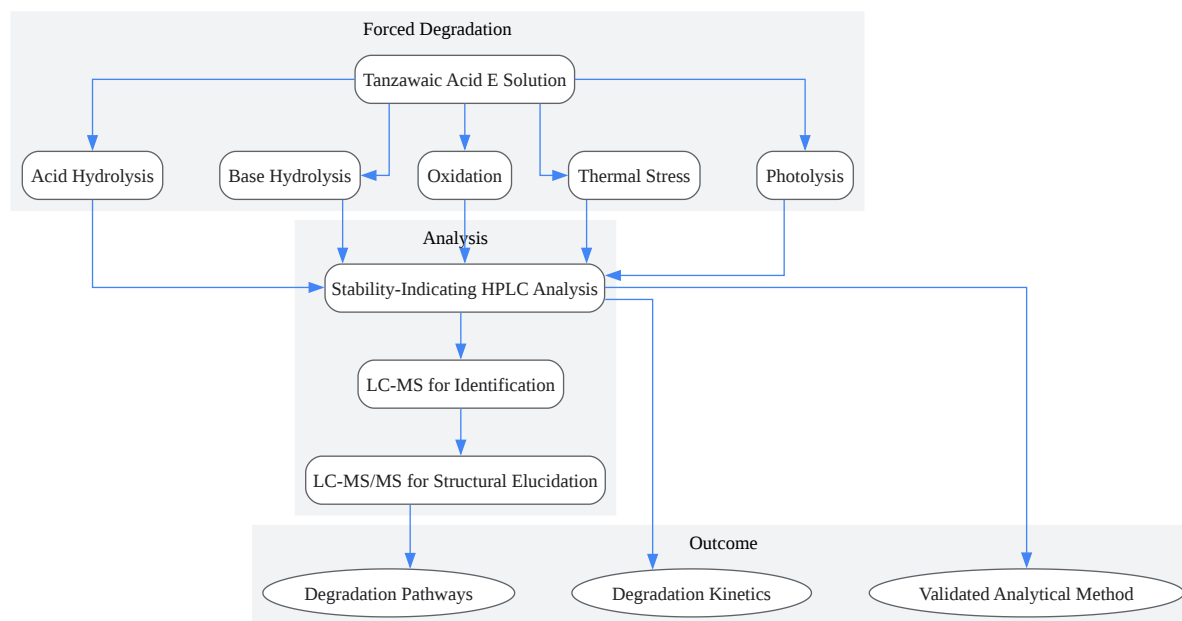 Forced Degradation
Tanzawaic Acid E Solution
Acid Hydrolysis
Base Hydrolysis
Oxidation
Thermal Stress
Photolysis
Analysis
Stability-Indicating HPLC Analysis
LC-MS for Identification
LC-MS/MS for Structural Elucidation
Outcome
Degradation Pathways
Degradation Kinetics
Validated Analytical Method